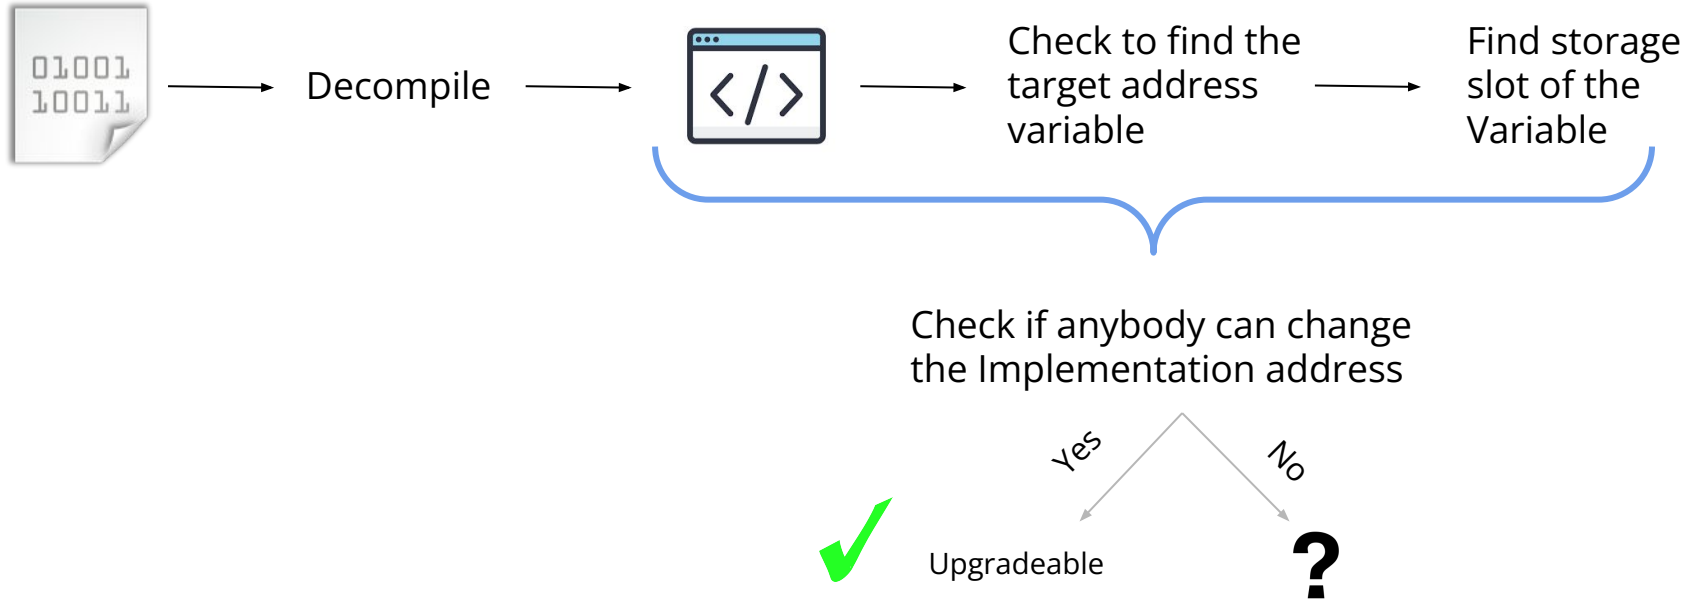 01001
10011
Decompile
</>
Check to find the
target address
variable
Find storage
slot of the
Variable
Check if anybody can change
the Implementation address
Yes
No
Upgradeable
?